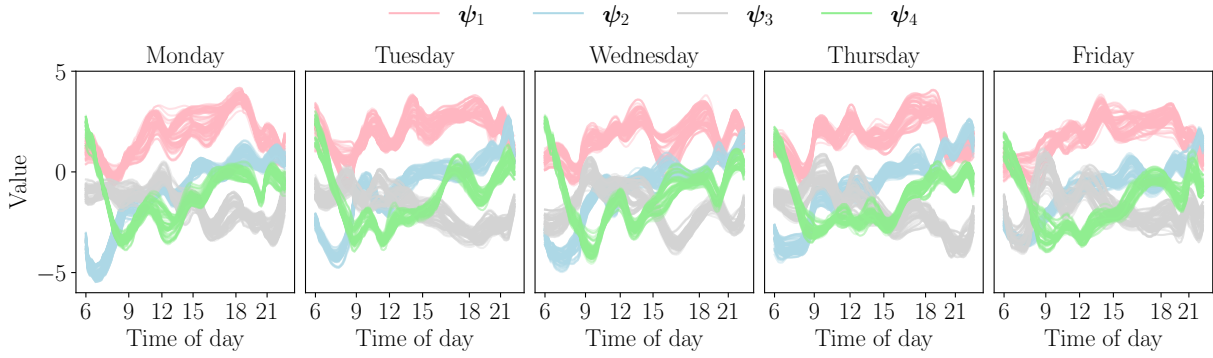 ψ₁ ψ₂ ψ₃ ψ₄
Monday Tuesday Wednesday Thursday Friday
5
0
−5
Value
6 9 12 15 18 21 6 9 12 15 18 21 6 9 12 15 18 21 6 9 12 15 18 21 6 9 12 15 18 21
Time of day Time of day Time of day Time of day Time of day